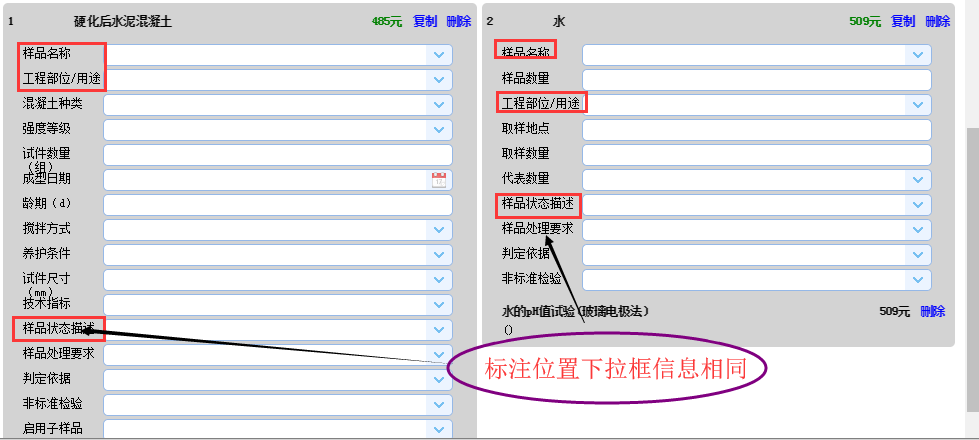 1 硬化后水泥混凝土 485元 复制 删除
样品名称
工程部位/用途
混凝土种类
强度等级
试件数量
（组）
成型日期
龄期（d）
搅拌方式
养护条件
试件尺寸
（mm）
技术指标
样品状态描述
样品处理要求
判定依据
非标准检验
启用子样品
2 水 509元 复制 删除
样品名称
样品数量
工程部位/用途
取样地点
取样数量
代表数量
样品状态描述
样品处理要求
判定依据
非标准检验
水的pH值试验(玻璃电极法) 509元 删除
()
标注位置下拉框信息相同